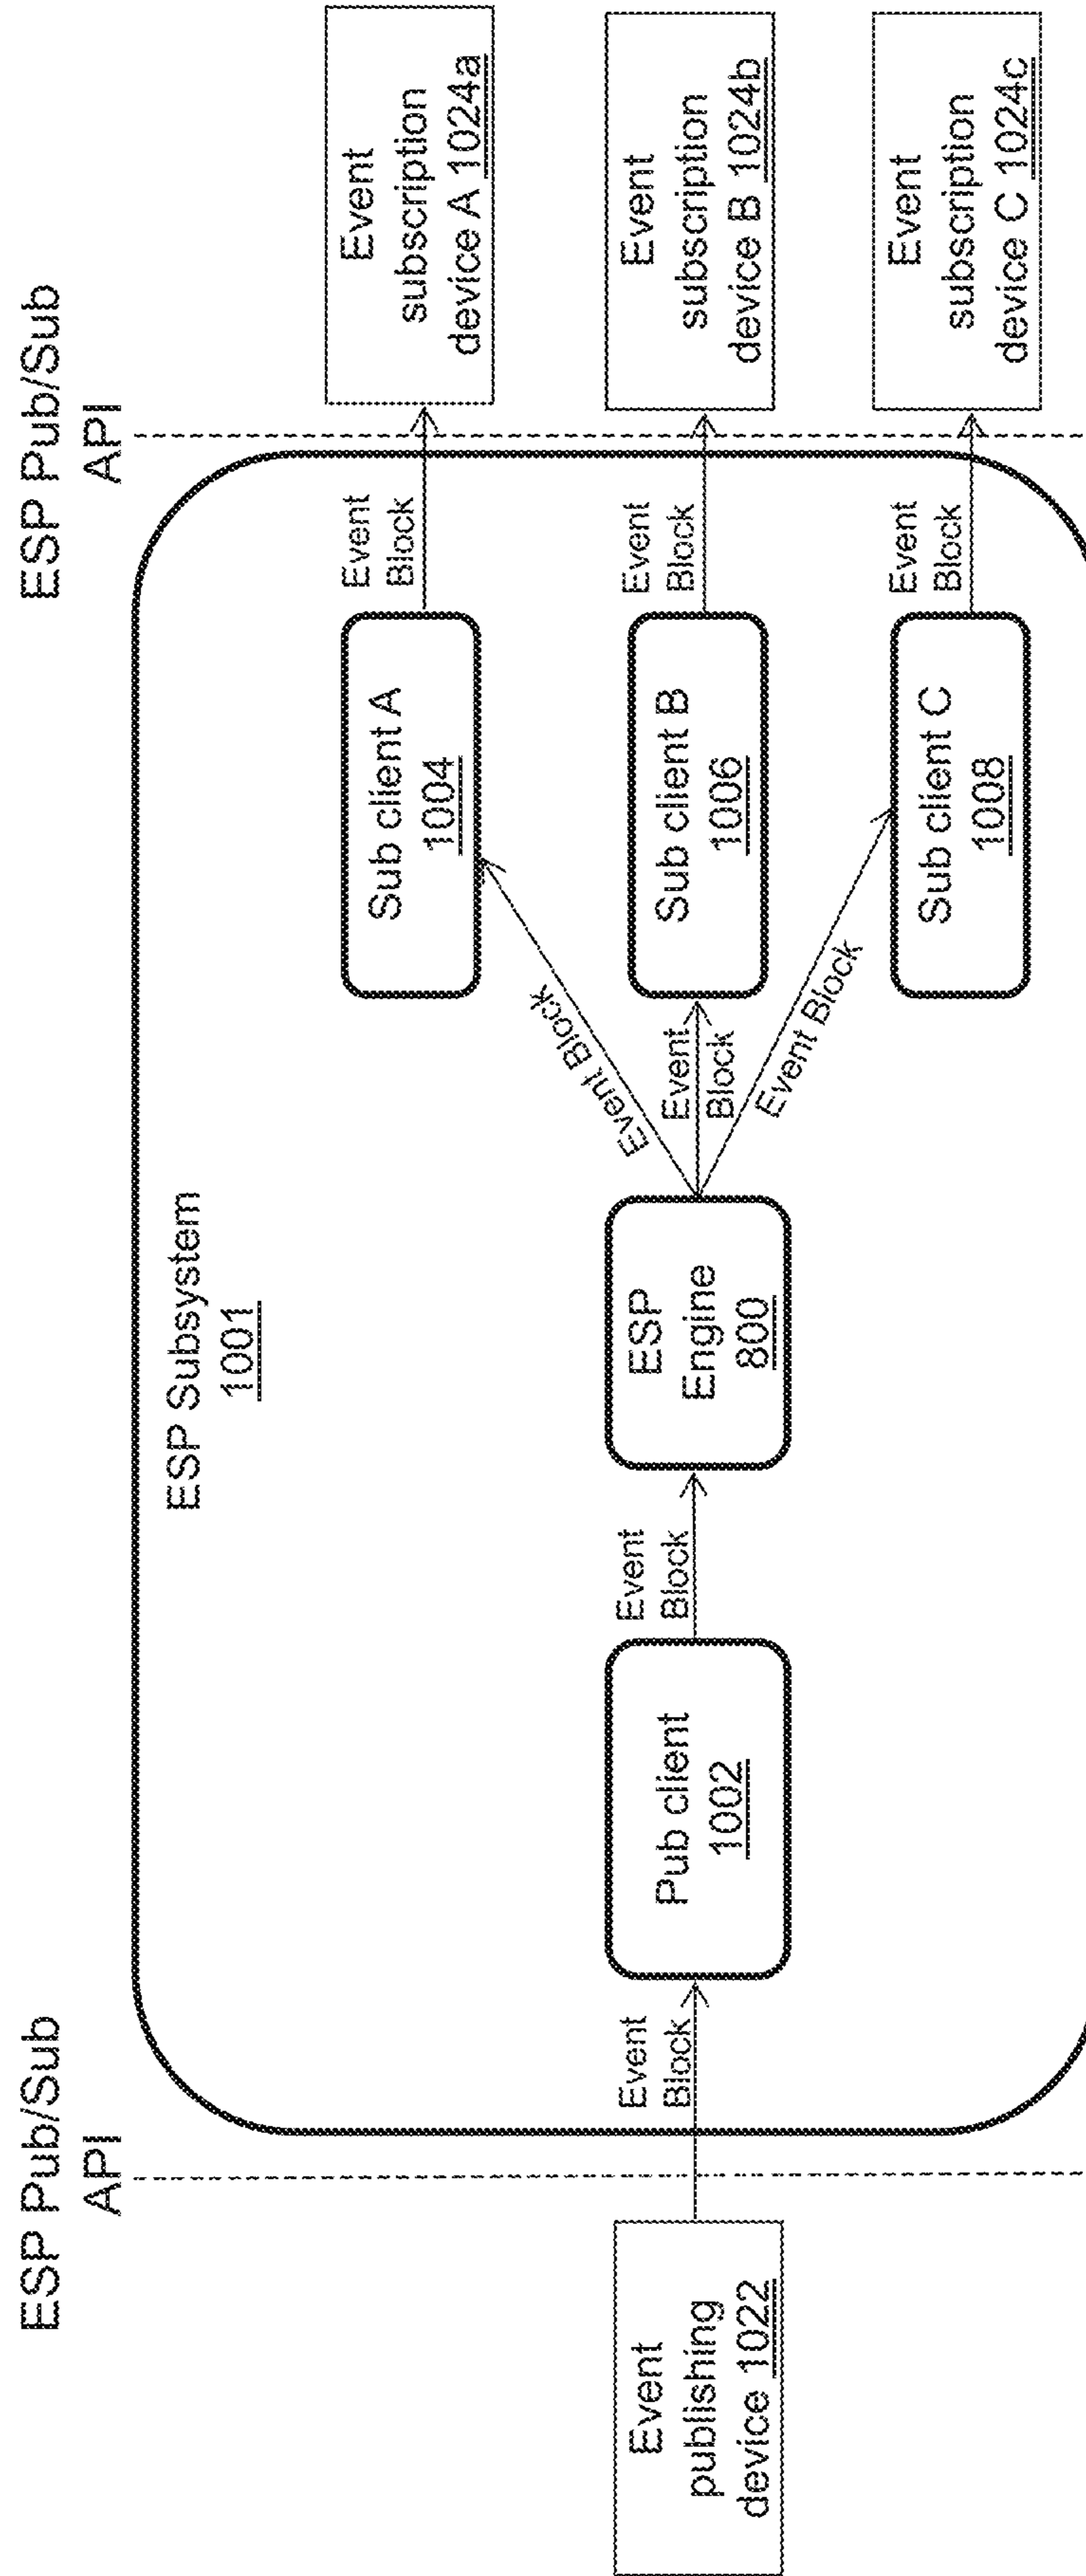 ESP Pub/Sub
API
ESP Pub/Sub
API
ESP Subsystem
1001
Event
publishing
device 1022
Event
Block
Pub client
1002
Event
Block
ESP
Engine
800
Event Block
Event
Block
Event Block
Sub client A
1004
Sub client B
1006
Sub client C
1008
Event
Block
Event
Block
Event
Block
Event
subscription
device A 1024a
Event
subscription
device B 1024b
Event
subscription
device C 1024c